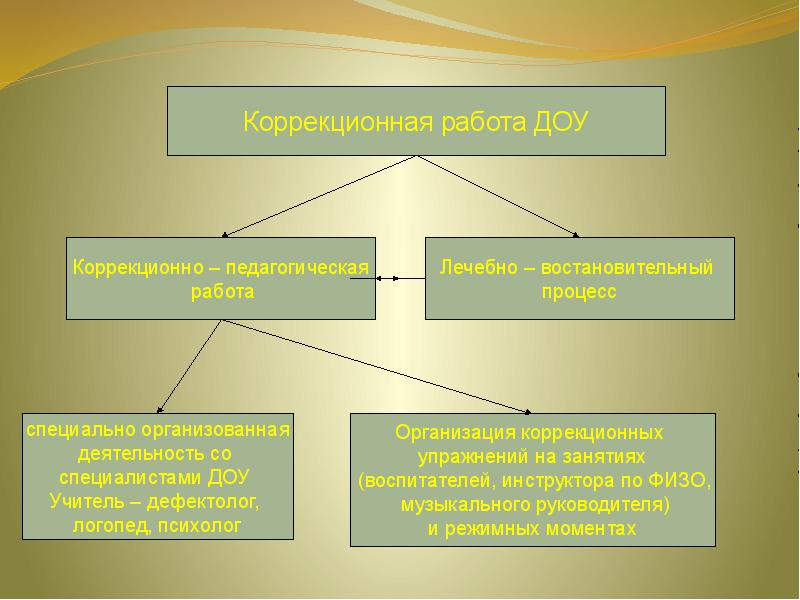 Коррекционная работа ДОУ
Коррекционно – педагогическая
работа
Лечебно – востановительный
процесс
специально организованная
деятельность со
специалистами ДОУ
Учитель – дефектолог,
логопед, психолог
Организация коррекционных
упражнений на занятиях
(воспитателей, инструктора по ФИЗО,
музыкального руководителя)
и режимных моментах